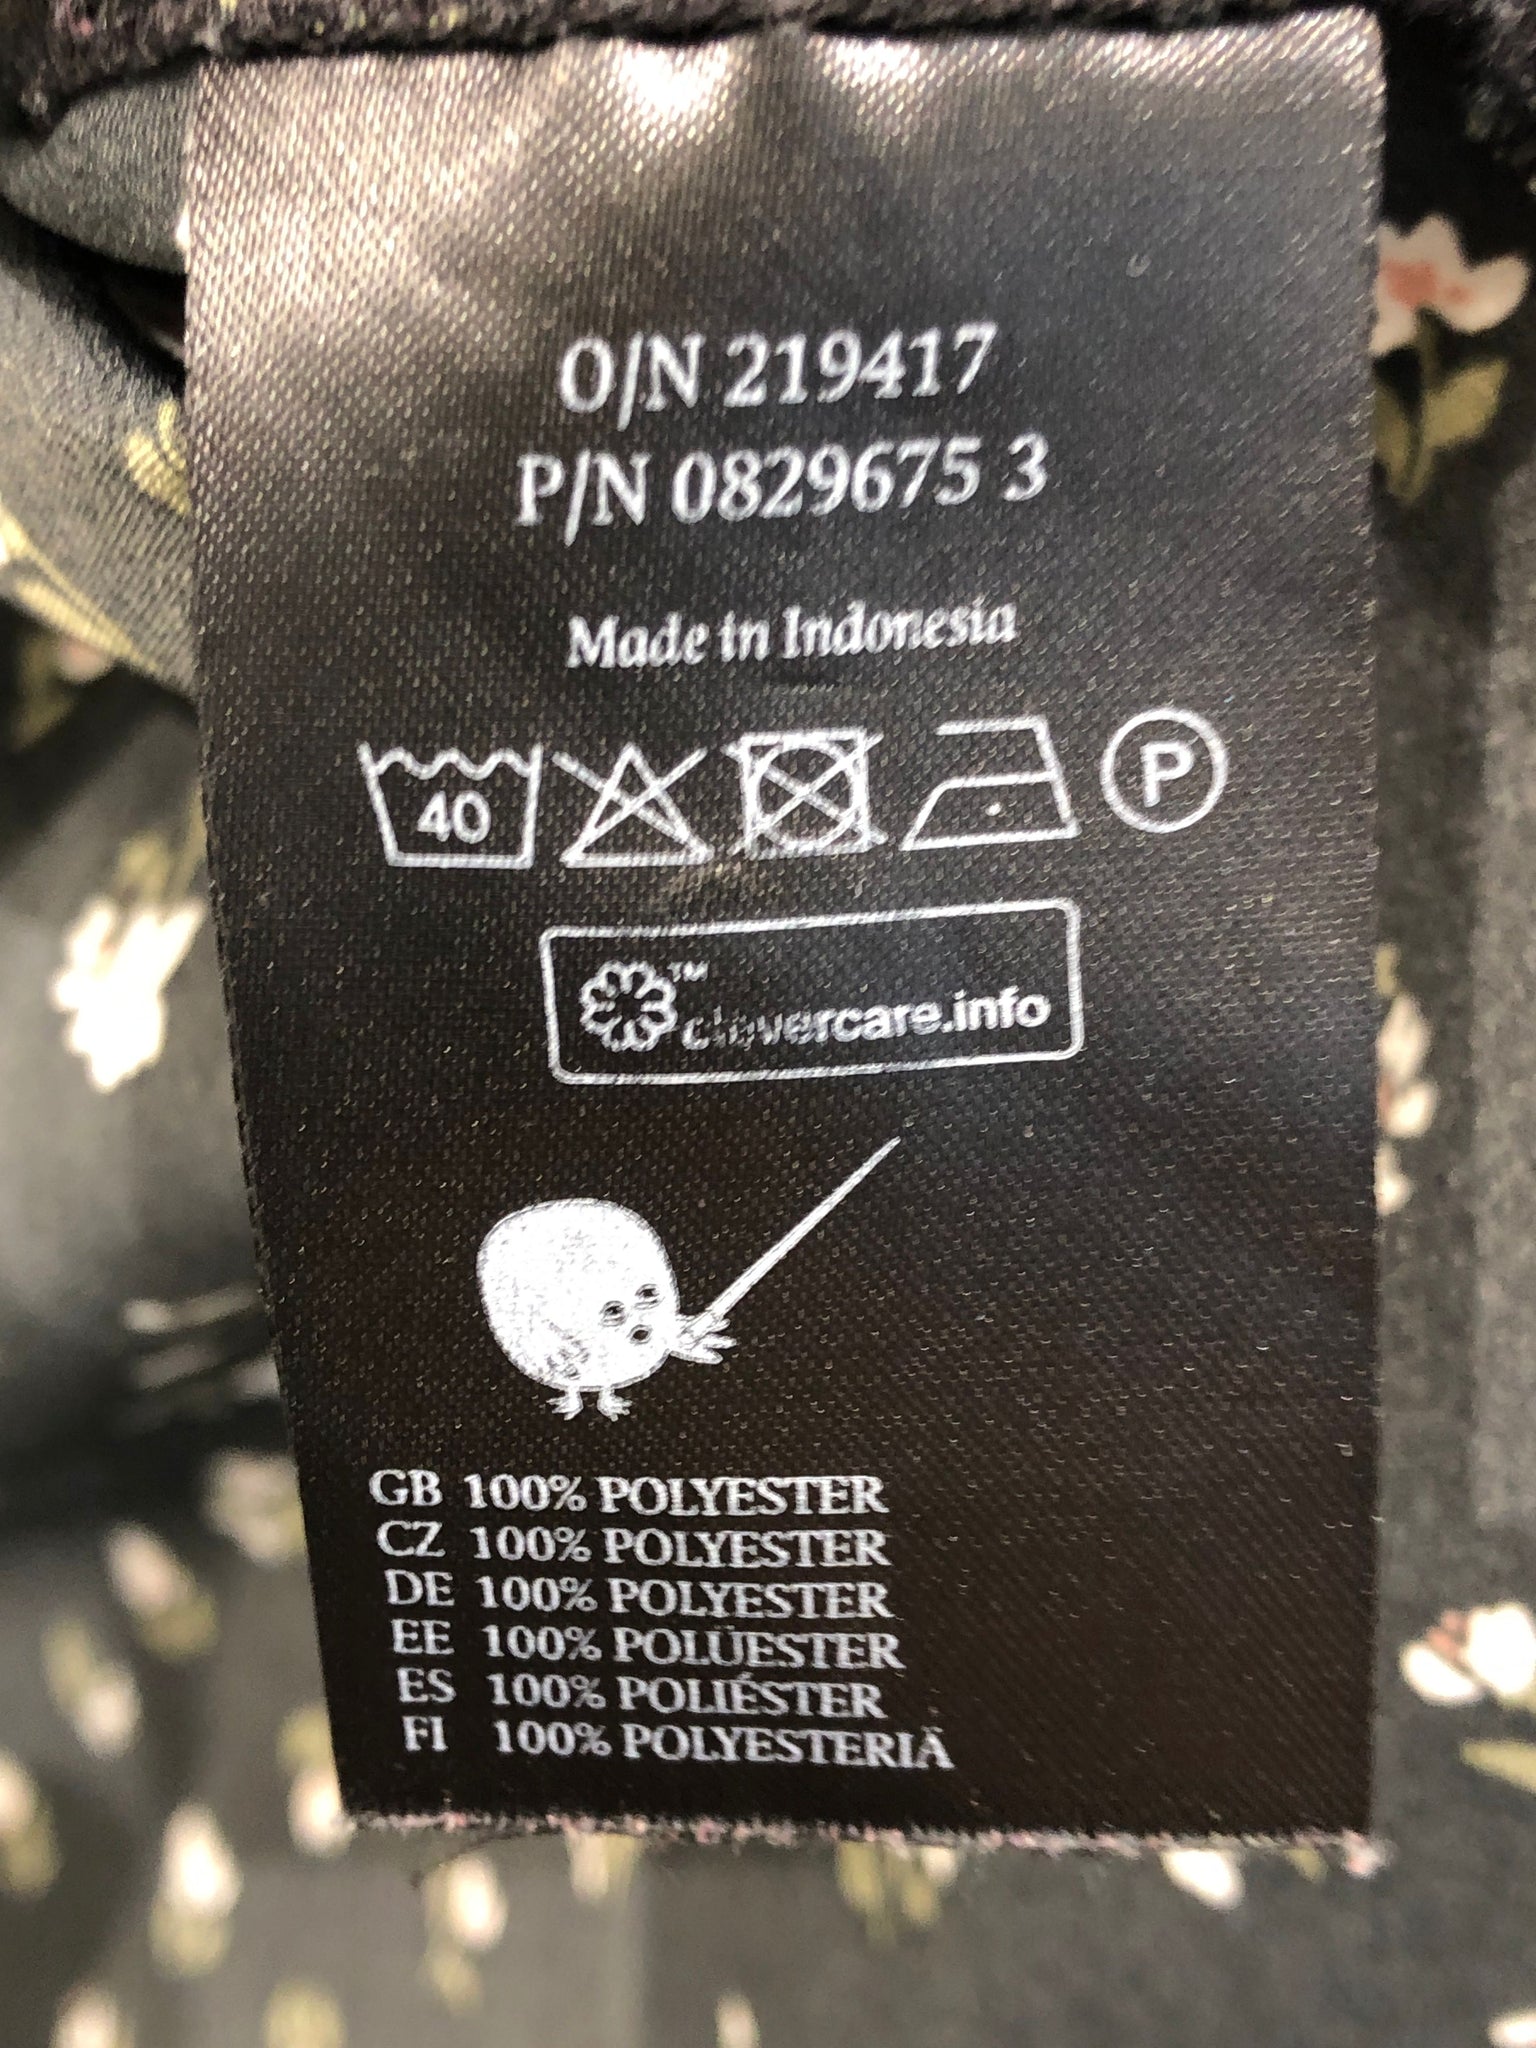 O/N 219417
P/N 0829675 3
Made in Indonesia
40
P
™
clevercare.info
GB 100% POLYESTER
CZ 100% POLYESTER
DE 100% POLYESTER
EE 100% POLÜESTER
ES 100% POLIÉSTER
FI 100% POLYESTERIÄ